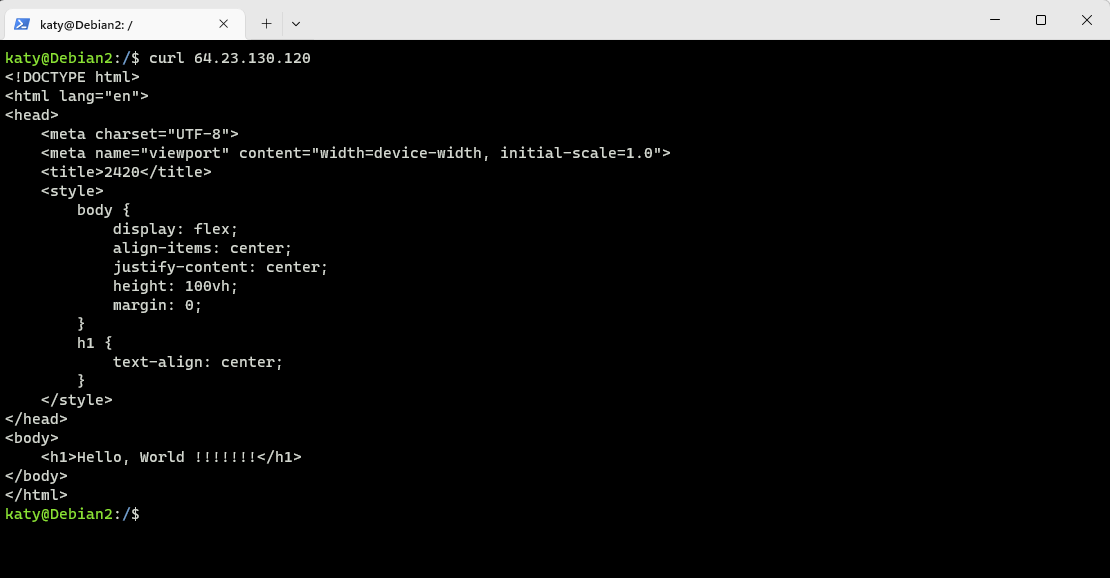 katy@Debian2: /
katy@Debian2:/$ curl 64.23.130.120
<!DOCTYPE html>
<html lang="en">
<head>
    <meta charset="UTF-8">
    <meta name="viewport" content="width=device-width, initial-scale=1.0">
    <title>2420</title>
    <style>
        body {
            display: flex;
            align-items: center;
            justify-content: center;
            height: 100vh;
            margin: 0;
        }
        h1 {
            text-align: center;
        }
    </style>
</head>
<body>
    <h1>Hello, World !!!!!!!</h1>
</body>
</html>
katy@Debian2:/$